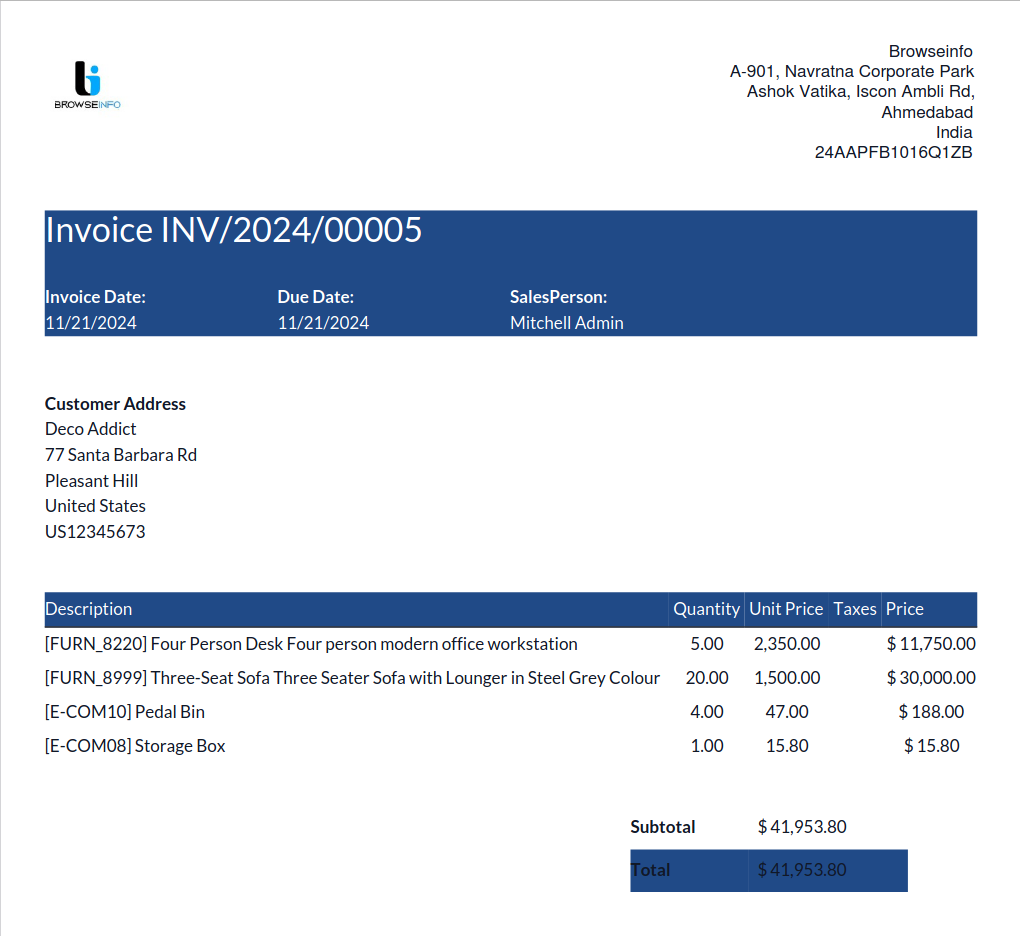 BROWSEINFO
Browseinfo
A-901, Navratna Corporate Park
Ashok Vatika, Iscon Ambli Rd,
Ahmedabad
India
24AAPFB1016Q1ZB
Invoice INV/2024/00005
Invoice Date: Due Date: SalesPerson:
11/21/2024 11/21/2024 Mitchell Admin
Customer Address
Deco Addict
77 Santa Barbara Rd
Pleasant Hill
United States
US12345673
Description Quantity Unit Price Taxes Price
[FURN_8220] Four Person Desk Four person modern office workstation 5.00 2,350.00 $ 11,750.00
[FURN_8999] Three-Seat Sofa Three Seater Sofa with Lounger in Steel Grey Colour 20.00 1,500.00 $ 30,000.00
[E-COM10] Pedal Bin 4.00 47.00 $ 188.00
[E-COM08] Storage Box 1.00 15.80 $ 15.80
Subtotal $ 41,953.80
Total $ 41,953.80